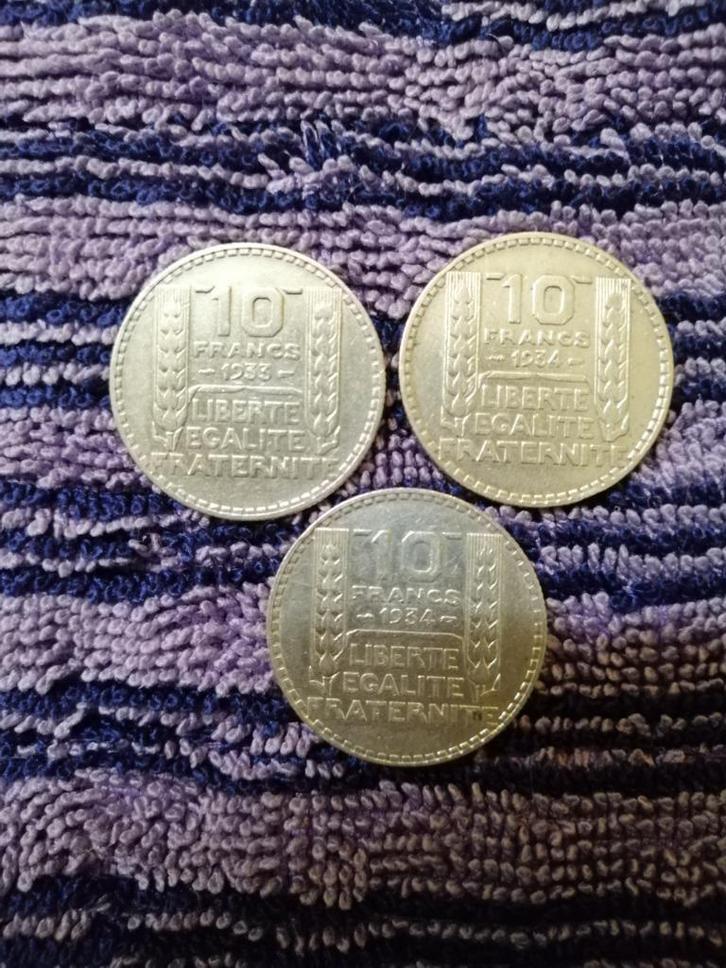 10
FRANCS
1933
LIBERTE
EGALITE
FRATERNITE
10
FRANCS
1934
LIBERTE
EGALITE
FRATERNITE
10
FRANCS
1934
LIBERTE
EGALITE
FRATERNITE